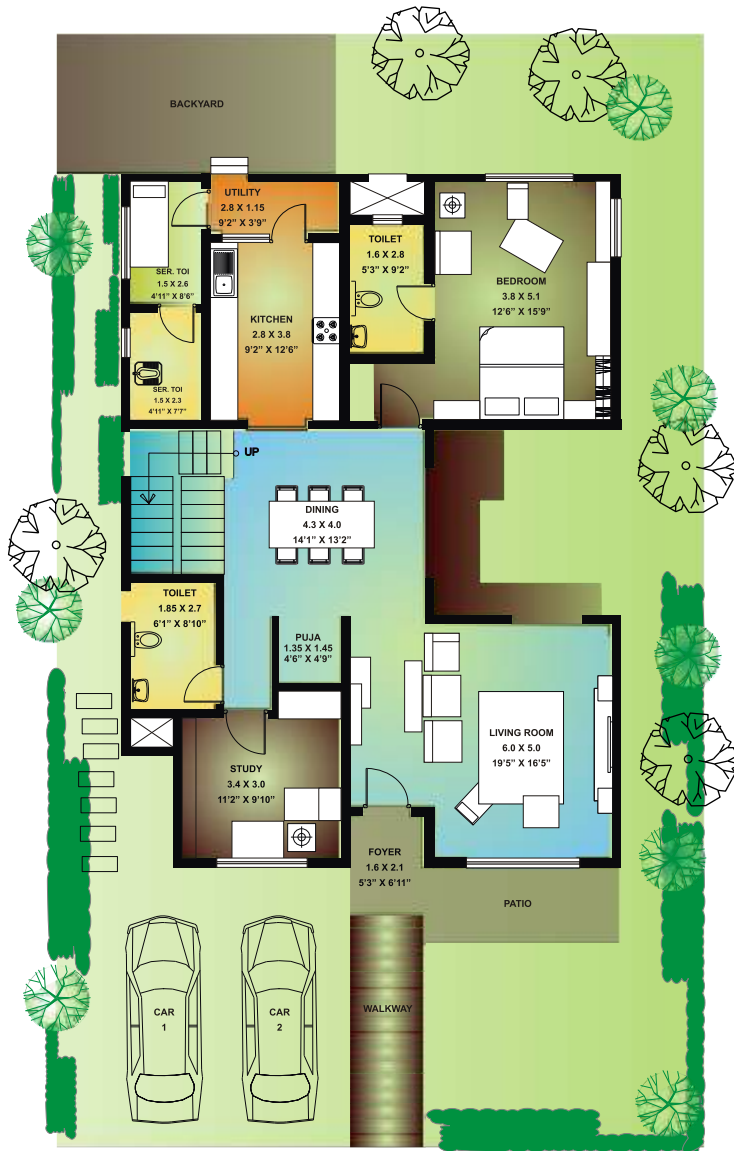 BACKYARD
UTILITY
2.8 X 1.15
9'2" X 3'9"
SER. TOI
1.5 X 2.6
4'11" X 8'6"
TOILET
1.6 X 2.8
5'3" X 9'2"
BEDROOM
3.8 X 5.1
12'6" X 15'9"
KITCHEN
2.8 X 3.8
9'2" X 12'6"
SER. TOI
1.5 X 2.3
4'11" X 7'7"
UP
DINING
4.3 X 4.0
14'1" X 13'2"
TOILET
1.85 X 2.7
6'1" X 8'10"
PUJA
1.35 X 1.45
4'6" X 4'9"
LIVING ROOM
6.0 X 5.0
19'5" X 16'5"
STUDY
3.4 X 3.0
11'2" X 9'10"
FOYER
1.6 X 2.1
5'3" X 6'11"
PATIO
CAR
1
CAR
2
WALKWAY